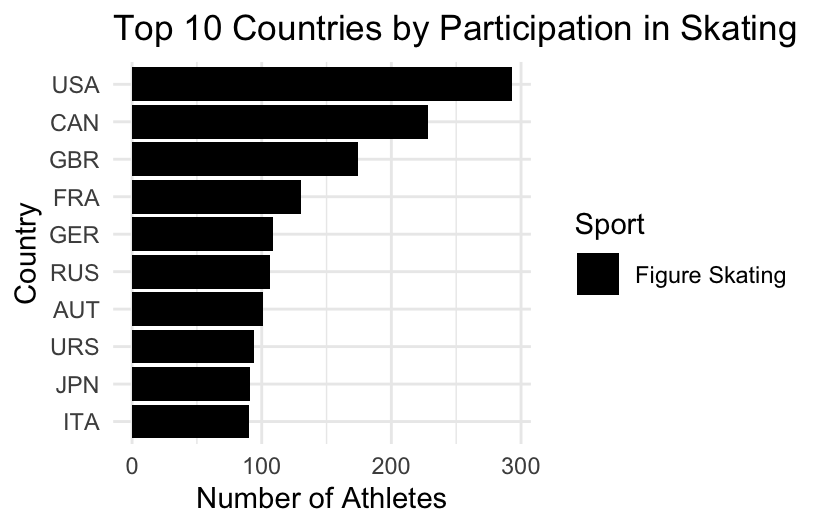 Top 10 Countries by Participation in Skating
Country
USA
CAN
GBR
FRA
GER
RUS
AUT
URS
JPN
ITA
0 100 200 300
Number of Athletes
Sport
Figure Skating